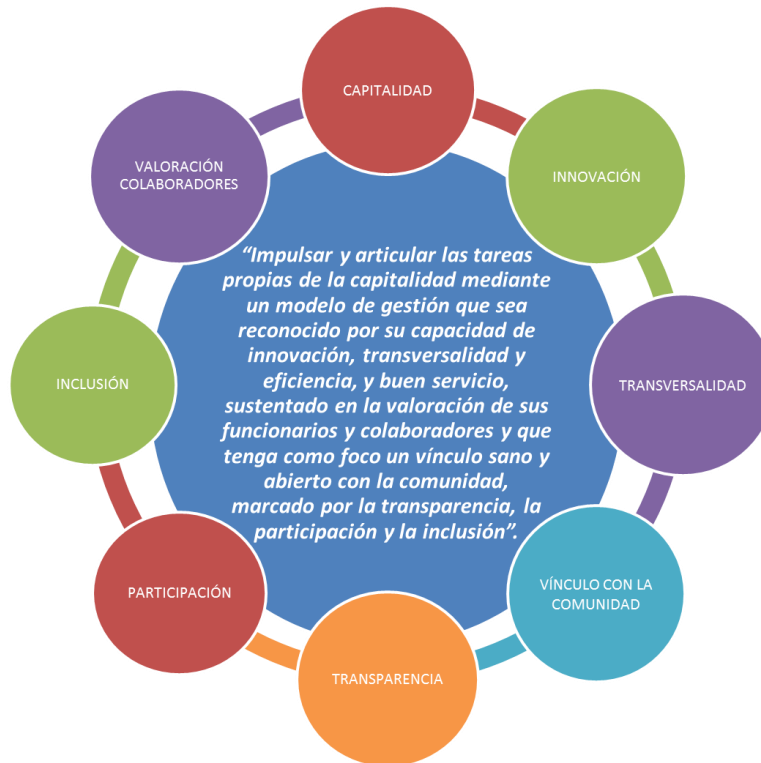 CAPITALIDAD
INNOVACIÓN
TRANSVERSALIDAD
VÍNCULO CON LA
COMUNIDAD
TRANSPARENCIA
PARTICIPACIÓN
INCLUSIÓN
VALORACIÓN
COLABORADORES
“Impulsar y articular las tareas
propias de la capitalidad mediante
un modelo de gestión que sea
reconocido por su capacidad de
innovación, transversalidad y
eficiencia, y buen servicio,
sustentado en la valoración de sus
funcionarios y colaboradores y que
tenga como foco un vínculo sano y
abierto con la comunidad,
marcado por la transparencia, la
participación y la inclusión”.